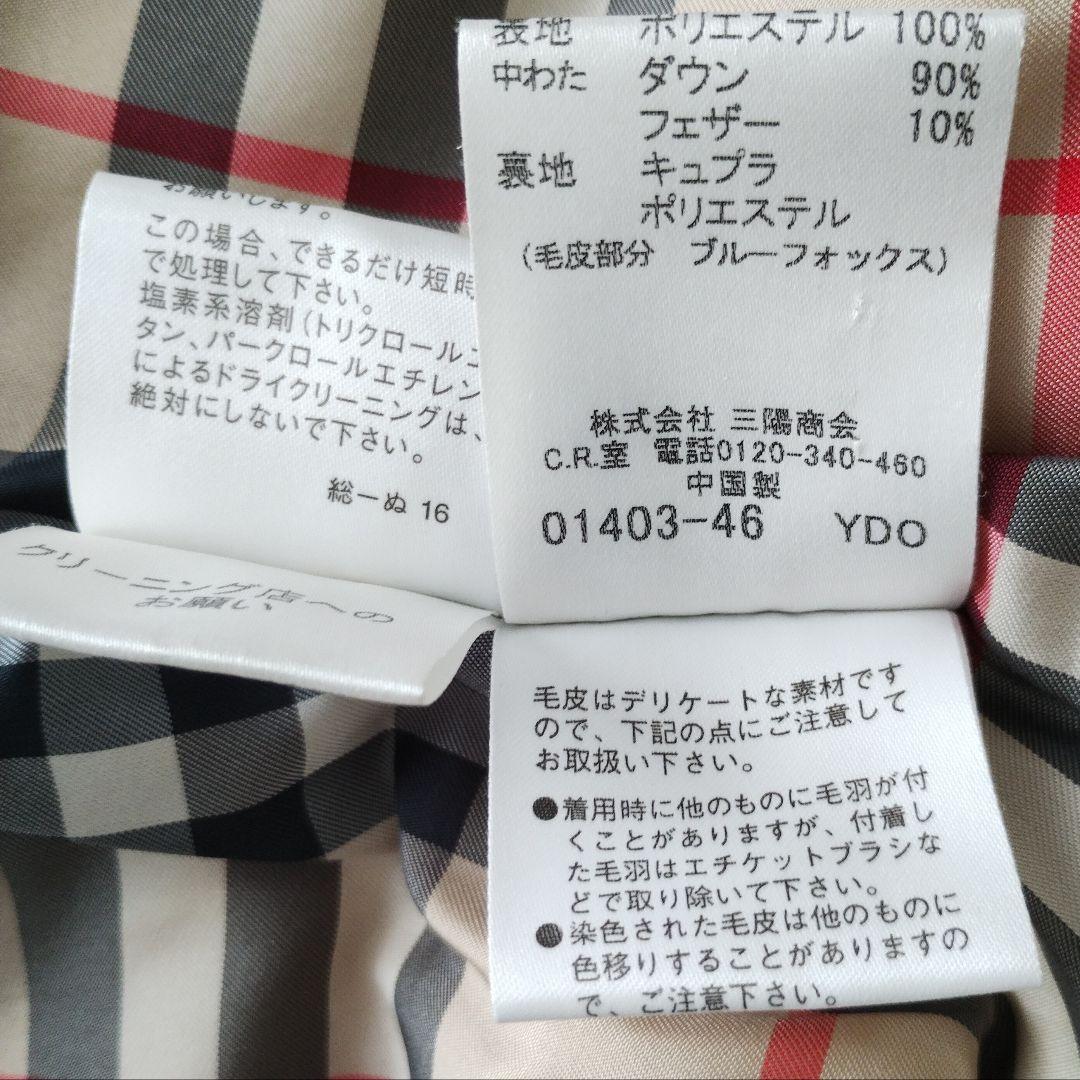 表地 ポリエステル 100%
中わた ダウン 90%
フェザー 10%
裏地 キュプラ
ポリエステル
(毛皮部分 ブルーフォックス)
株式会社 三陽商会
C.R.室 電話0120-340-460
中国製
01403-46 YDO
お願いします。
この場合、できるだけ短時
で処理して下さい。
塩素系溶剤(トリクロールエ
タン、パークロールエチレン
によるドライクリーニングは、
絶対にしないで下さい。
総ーぬ 16
クリーニング店への
お願い
毛皮はデリケートな素材です
ので、下記の点にご注意して
お取扱い下さい。
●着用時に他のものに毛羽が付
くことがありますが、付着し
た毛羽はエチケットブラシな
どで取り除いて下さい。
●染色された毛皮は他のものに
色移りすることがありますの
で、ご注意下さい。